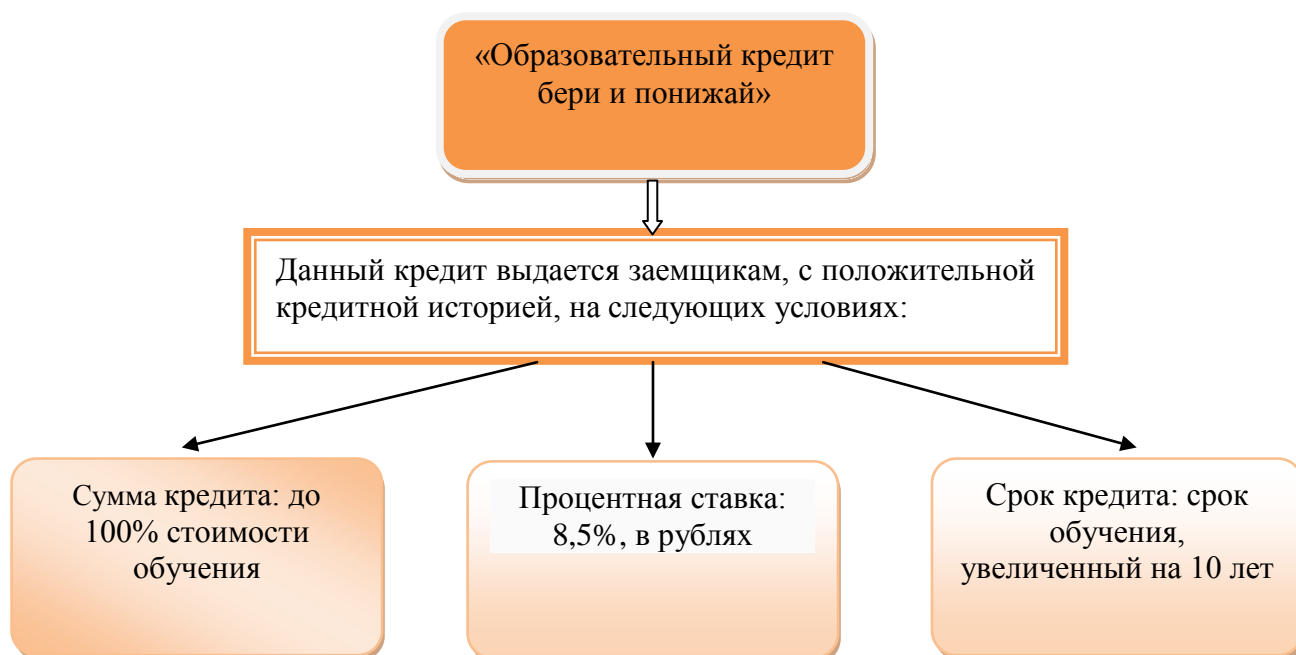 «Образовательный кредит
бери и понижай»
Данный кредит выдается заемщикам, с положительной
кредитной историей, на следующих условиях:
Сумма кредита: до
100% стоимости
обучения
Процентная ставка:
8,5%, в рублях
Срок кредита: срок
обучения,
увеличенный на 10 лет